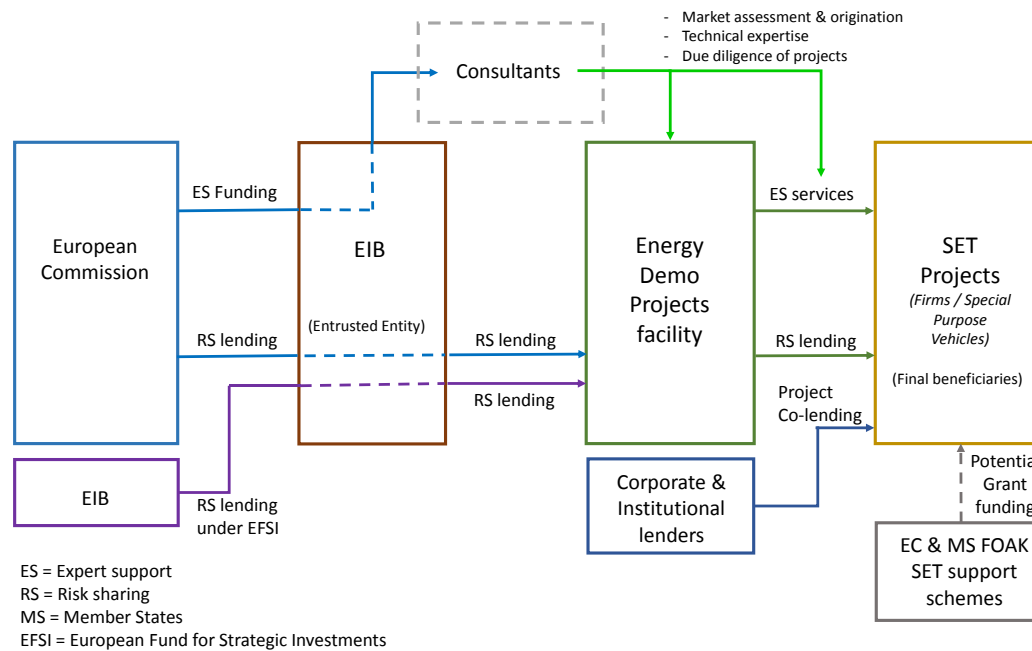 - Market assessment & origination
- Technical expertise
- Due diligence of projects
Consultants
ES Funding
ES services
European
Commission
EIB
(Entrusted Entity)
Energy
Demo
Projects
facility
SET
Projects
(Firms / Special
Purpose
Vehicles)
(Final beneficiaries)
RS lending
RS lending
RS lending
RS lending
Project
Co-lending
EIB
RS lending
under EFSI
Corporate &
Institutional
lenders
Potential
Grant
funding
EC & MS FOAK
SET support
schemes
ES = Expert support
RS = Risk sharing
MS = Member States
EFSI = European Fund for Strategic Investments